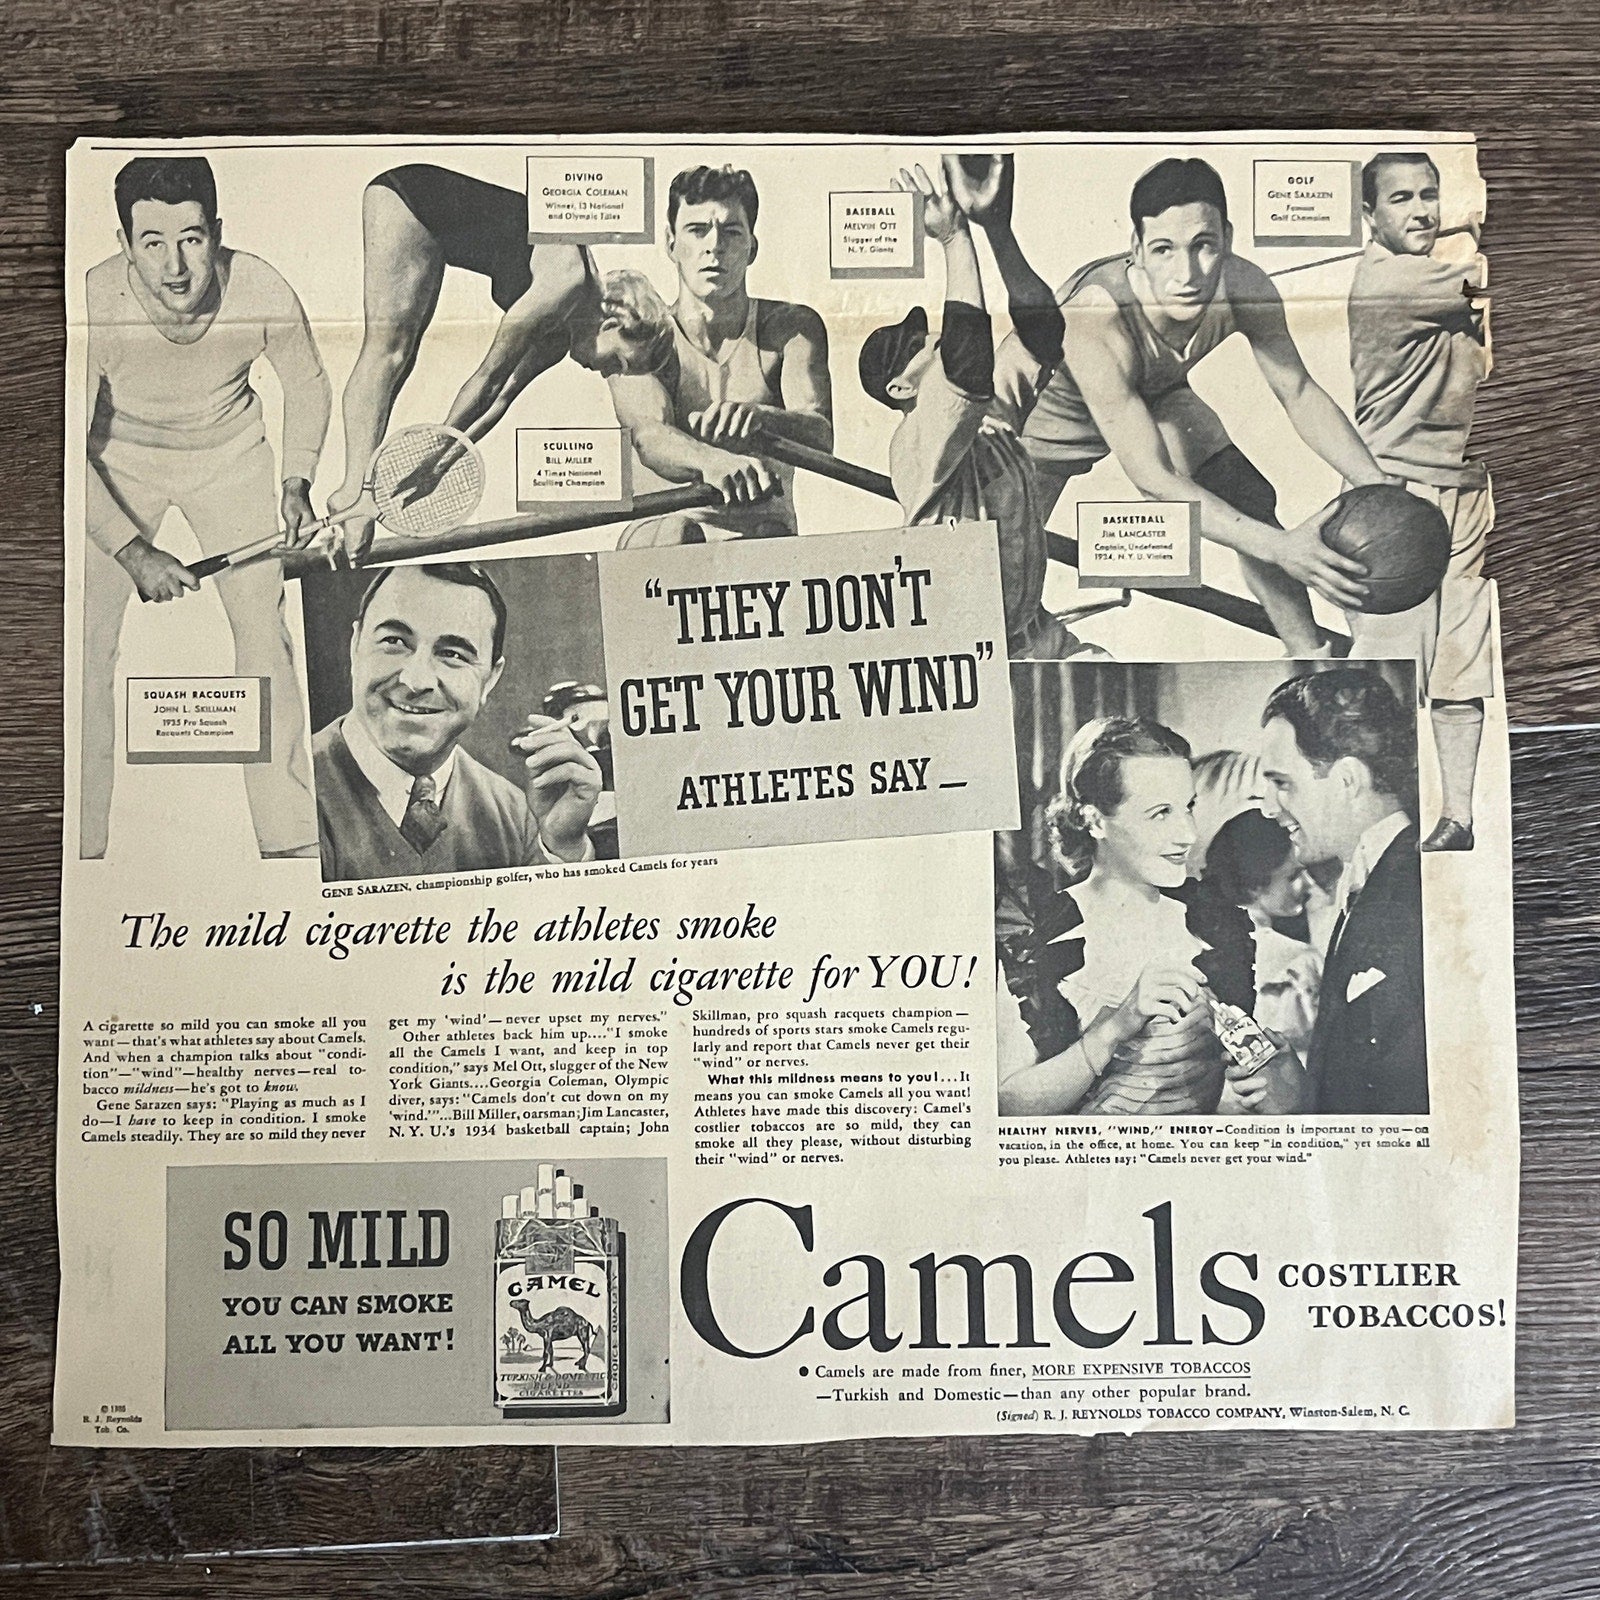 DIVING
GEORGIA COLEMAN
Winner, 13 National
and Olympic Titles
BASEBALL
MELVIN OTT
Slugger of the
N. Y. Giants
GOLF
GENE SARAZEN
Famous
Golf Champion
SCULLING
BILL MILLER
4 Times National
Sculling Champion
BASKETBALL
JIM LANCASTER
Captain, Undefeated
1934, N. Y. U. Violets
SQUASH RACQUETS
JOHN L. SKILLMAN
1935 Pro Squash
Racquets Champion
"THEY DON'T
GET YOUR WIND"
ATHLETES SAY—
GENE SARAZEN, championship golfer, who has smoked Camels for years
The mild cigarette the athletes smoke
is the mild cigarette for YOU!
A cigarette so mild you can smoke all you
want—that's what athletes say about Camels.
And when a champion talks about "condi-
tion"—"wind"—healthy nerves—real to-
bacco mildness—he's got to know.
Gene Sarazen says: "Playing as much as I
do—I have to keep in condition. I smoke
Camels steadily. They are so mild they never
get my 'wind'—never upset my nerves."
Other athletes back him up...."I smoke
all the Camels I want, and keep in top
condition," says Mel Ott, slugger of the New
York Giants....Georgia Coleman, Olympic
diver, says: "Camels don't cut down on my
'wind.'"...Bill Miller, oarsman; Jim Lancaster,
N. Y. U.'s 1934 basketball captain; John
Skillman, pro squash racquets champion—
hundreds of sports stars smoke Camels regu-
larly and report that Camels never get their
"wind" or nerves.
What this mildness means to you!...It
means you can smoke Camels all you want!
Athletes have made this discovery: Camel's
costlier tobaccos are so mild, they can
smoke all they please, without disturbing
their "wind" or nerves.
CAMEL
HEALTHY NERVES, "WIND," ENERGY—Condition is important to you—on
vacation, in the office, at home. You can keep "in condition," yet smoke all
you please. Athletes say: "Camels never get your wind."
SO MILD
YOU CAN SMOKE
ALL YOU WANT!
CAMEL
TURKISH & DOMESTIC
BLEND
CIGARETTES
CHOICE QUALITY
Camels
COSTLIER
TOBACCOS!
● Camels are made from finer, MORE EXPENSIVE TOBACCOS
—Turkish and Domestic—than any other popular brand.
(Signed) R. J. REYNOLDS TOBACCO COMPANY, Winston-Salem, N. C.
R. J. Reynolds
Tob. Co.